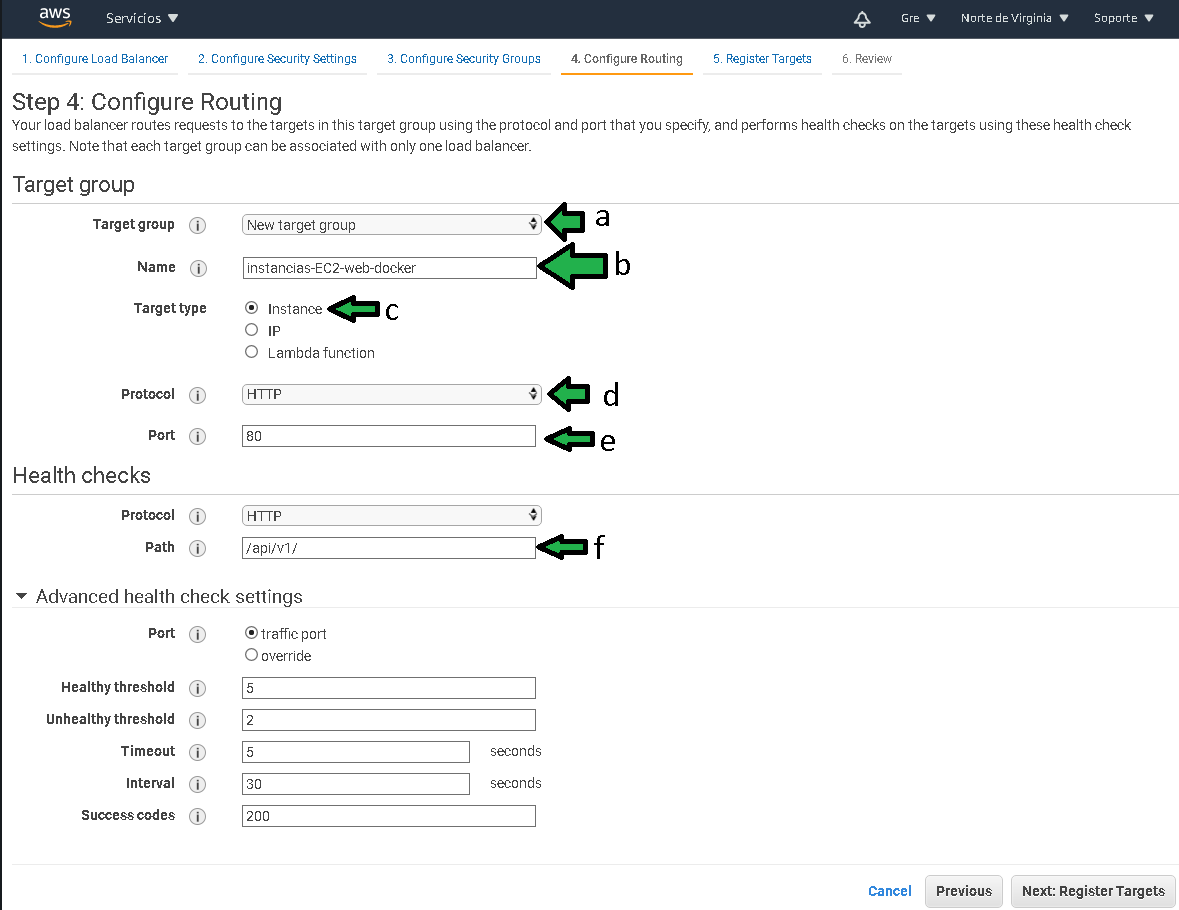 aws Servicios Gre Norte de Virginia Soporte
1. Configure Load Balancer 2. Configure Security Settings 3. Configure Security Groups 4. Configure Routing 5. Register Targets 6. Review
Step 4: Configure Routing
Your load balancer routes requests to the targets in this target group using the protocol and port that you specify, and performs health checks on the targets using these health check
settings. Note that each target group can be associated with only one load balancer.
Target group
Target group i New target group a
Name i instancias-EC2-web-docker b
Target type Instance c
IP
Lambda function
Protocol i HTTP d
Port i 80 e
Health checks
Protocol i HTTP
Path i /api/v1/ f
Advanced health check settings
Port i traffic port
override
Healthy threshold i 5
Unhealthy threshold i 2
Timeout i 5 seconds
Interval i 30 seconds
Success codes i 200
Cancel Previous Next: Register Targets